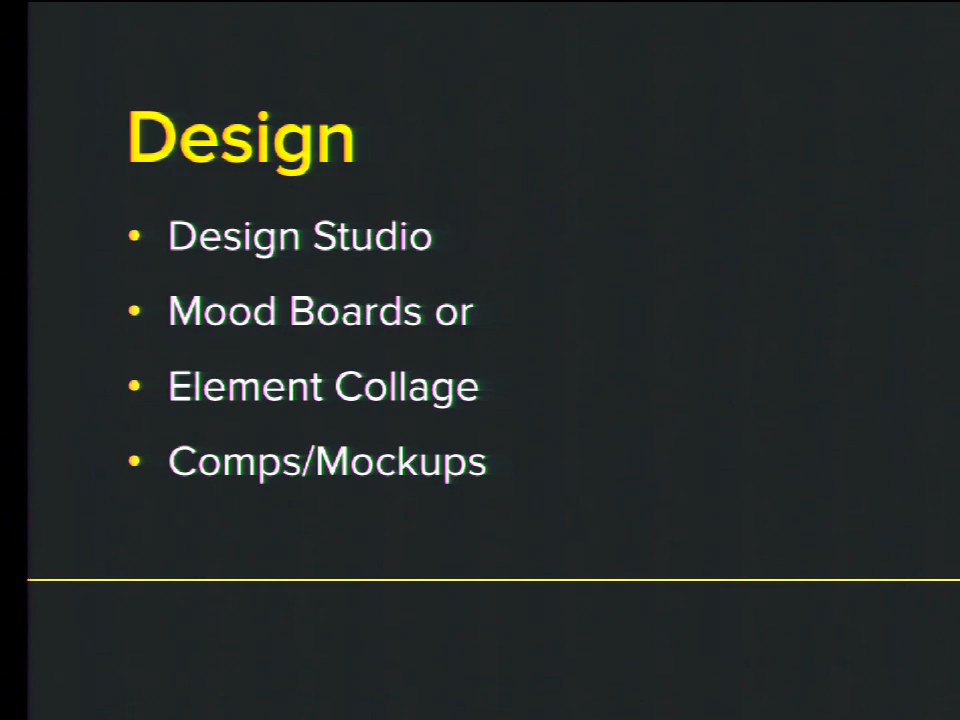 Design
• Design Studio
• Mood Boards or
• Element Collage
• Comps/Mockups